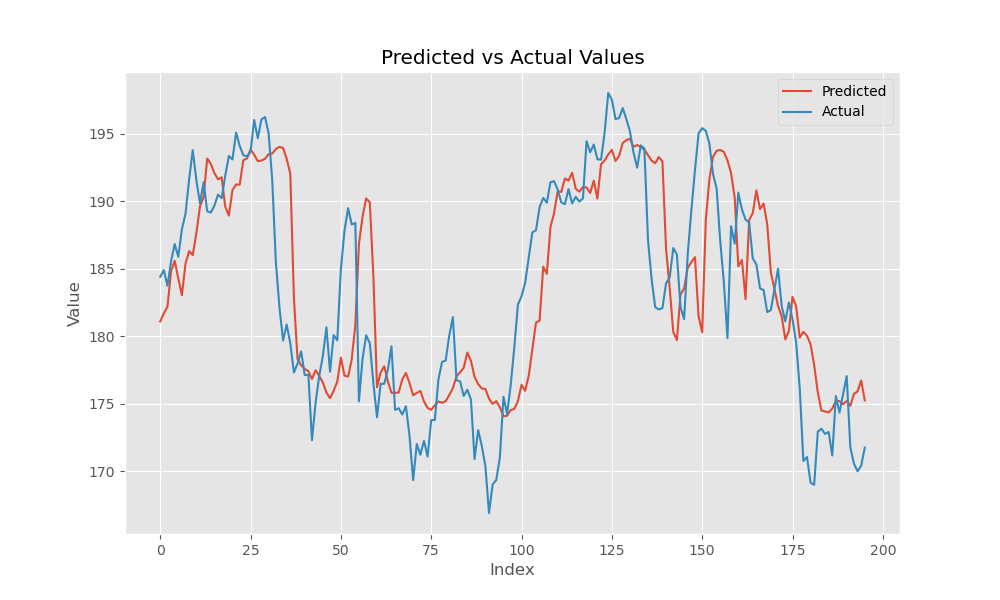 Predicted vs Actual Values
Predicted
Actual
195
190
185
180
175
170
Value
0 25 50 75 100 125 150 175 200
Index